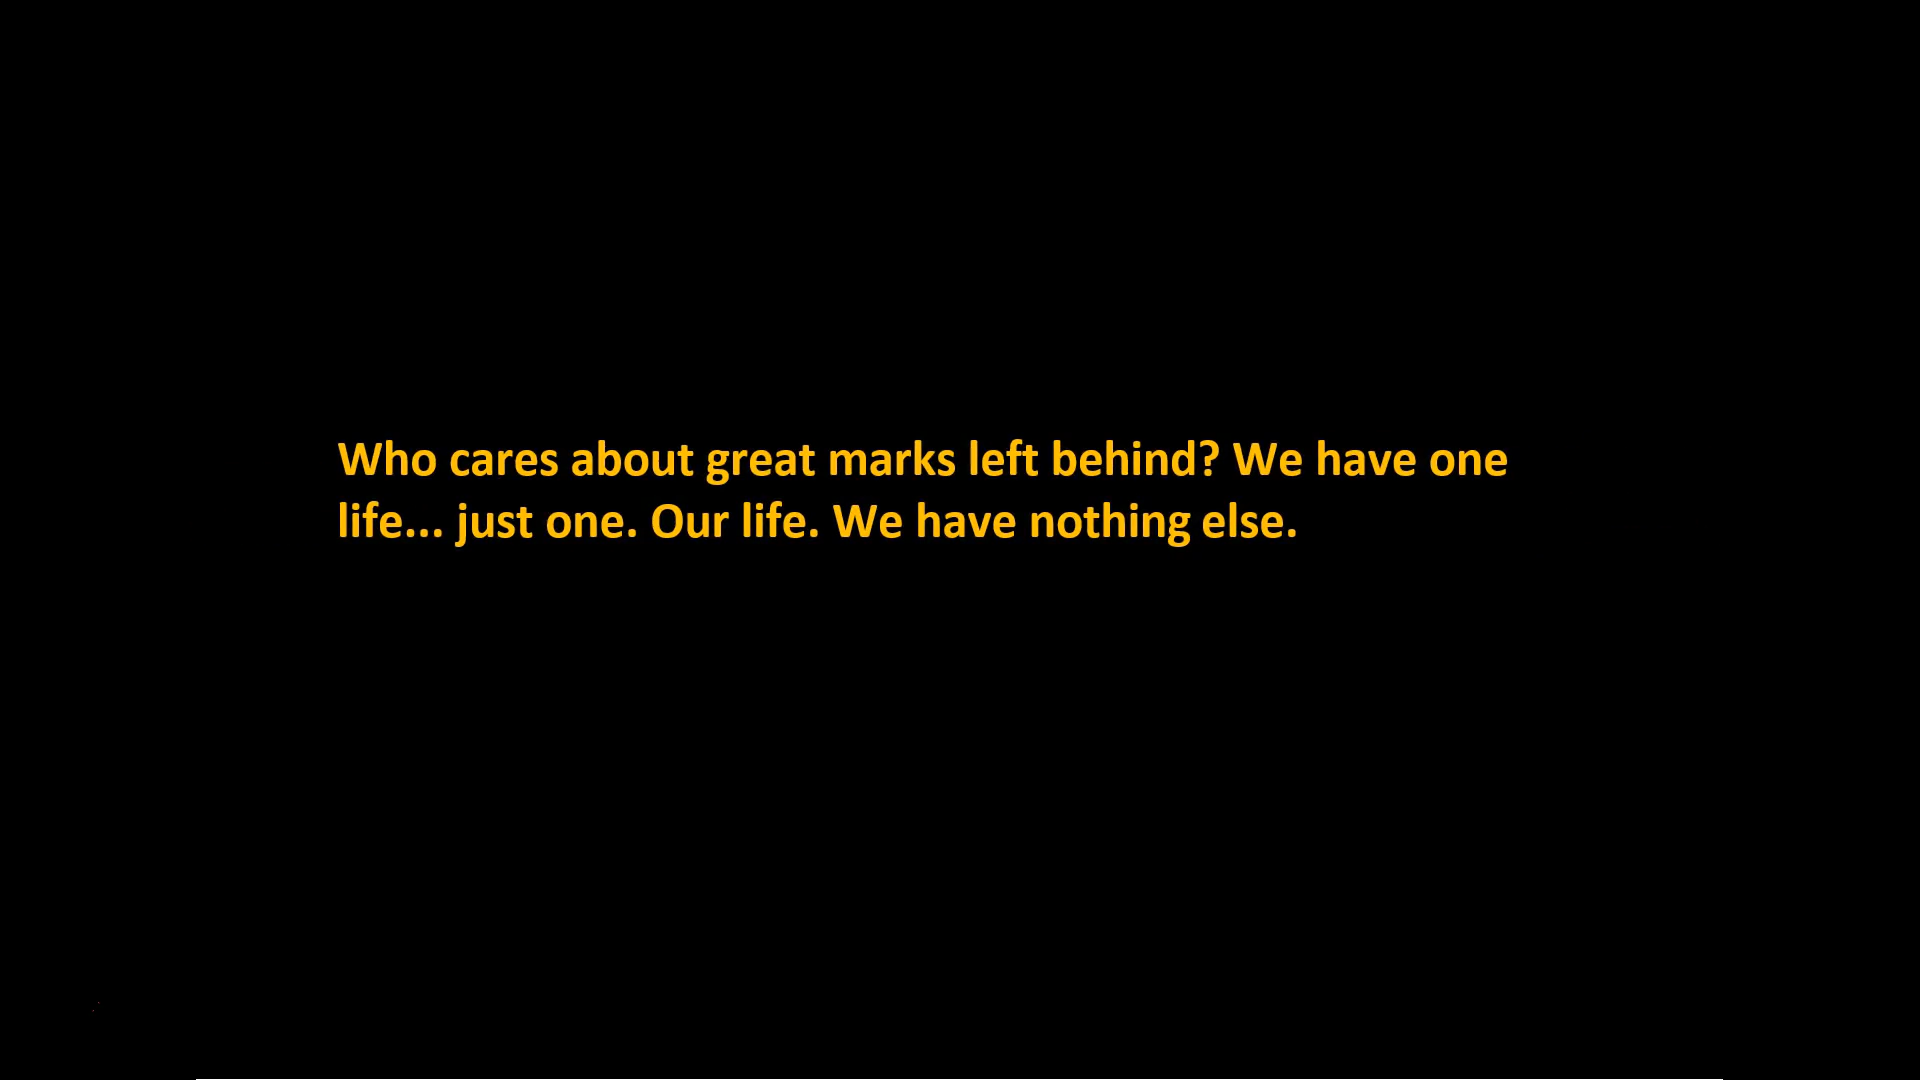 Who cares about great marks left behind? We have one
life... just one. Our life. We have nothing else.